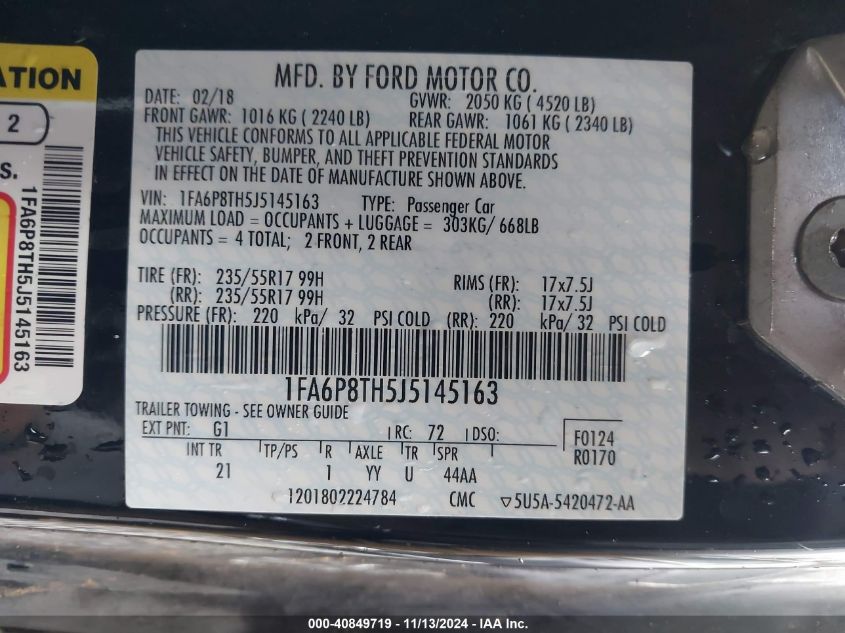 ATION
2
S.
1FA6P8TH5J5145163
MFD. BY FORD MOTOR CO.
DATE: 02/18 GVWR: 2050 KG ( 4520 LB)
FRONT GAWR: 1016 KG ( 2240 LB) REAR GAWR: 1061 KG ( 2340 LB)
THIS VEHICLE CONFORMS TO ALL APPLICABLE FEDERAL MOTOR
VEHICLE SAFETY, BUMPER, AND THEFT PREVENTION STANDARDS
IN EFFECT ON THE DATE OF MANUFACTURE SHOWN ABOVE.
VIN: 1FA6P8TH5J5145163 TYPE: Passenger Car
MAXIMUM LOAD = OCCUPANTS + LUGGAGE = 303KG/ 668LB
OCCUPANTS = 4 TOTAL; 2 FRONT, 2 REAR
TIRE (FR): 235/55R17 99H RIMS (FR): 17x7.5J
(RR): 235/55R17 99H (RR): 17x7.5J
PRESSURE (FR): 220 kPa/ 32 PSI COLD (RR): 220 kPa/ 32 PSI COLD
1FA6P8TH5J5145163
TRAILER TOWING - SEE OWNER GUIDE
EXT PNT: G1 RC: 72 DSO: F0124
R0170
INT TR TP/PS R AXLE TR SPR
21 1 YY U 44AA
1201802224784 CMC ▽5U5A-5420472-AA
000-40849719 - 11/13/2024 - IAA Inc.